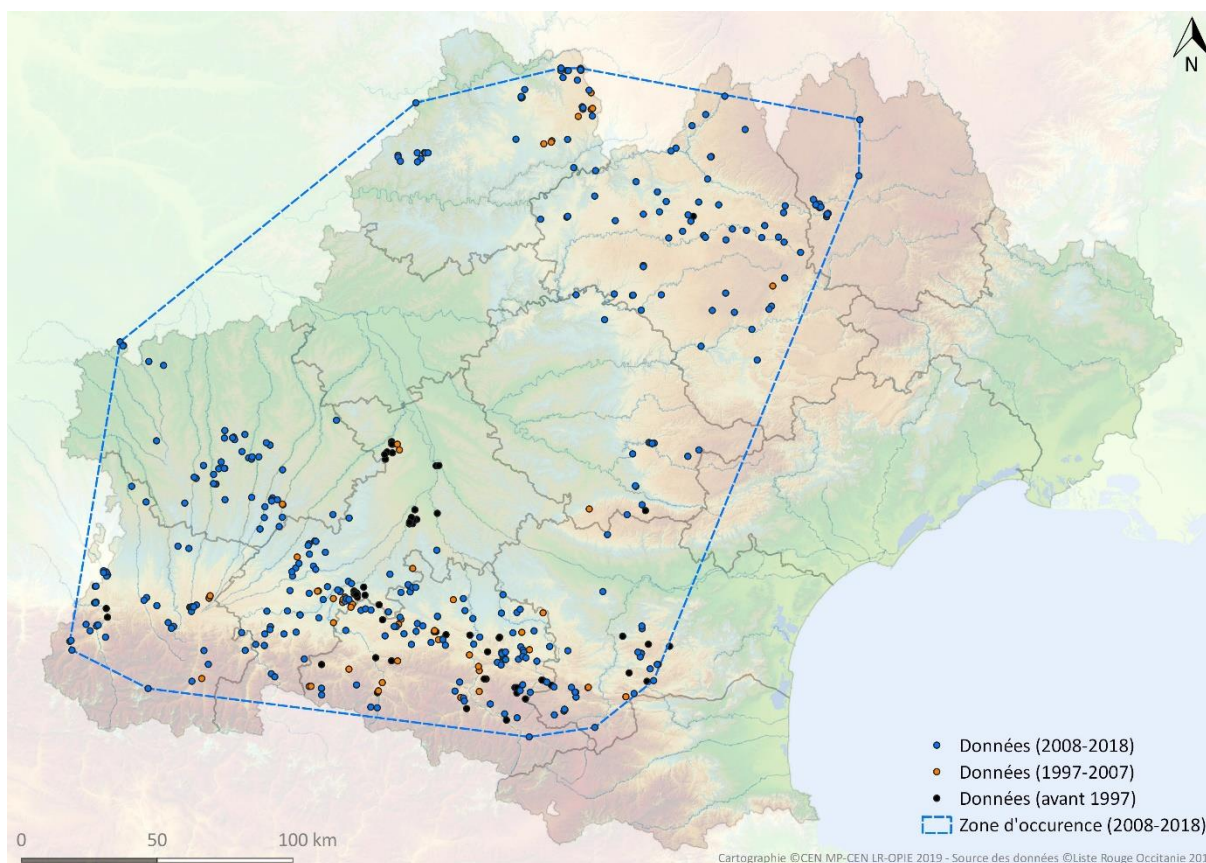 N
Données (2008-2018)
Données (1997-2007)
Données (avant 1997)
Zone d'occurence (2008-2018)
0 50 100 km
Cartographie ©CEN MP-CEN LR-OPIE 2019 - Source des données ©Liste Rouge Occitanie 201